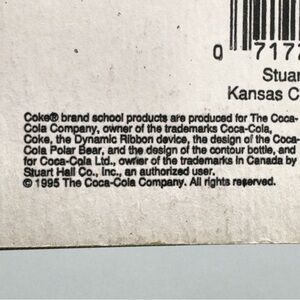 0 7172
Stuar
Kansas C
Coke® brand school products are produced for The Coca-
Cola Company, owner of the trademarks Coca-Cola,
Coke, the Dynamic Ribbon device, the design of the Coca-
Cola Polar Bear, and the design of the contour bottle, and
for Coca-Cola Ltd., owner of the trademarks in Canada by
Stuart Hall Co., Inc., an authorized user.
© 1995 The Coca-Cola Company. All rights reserved.